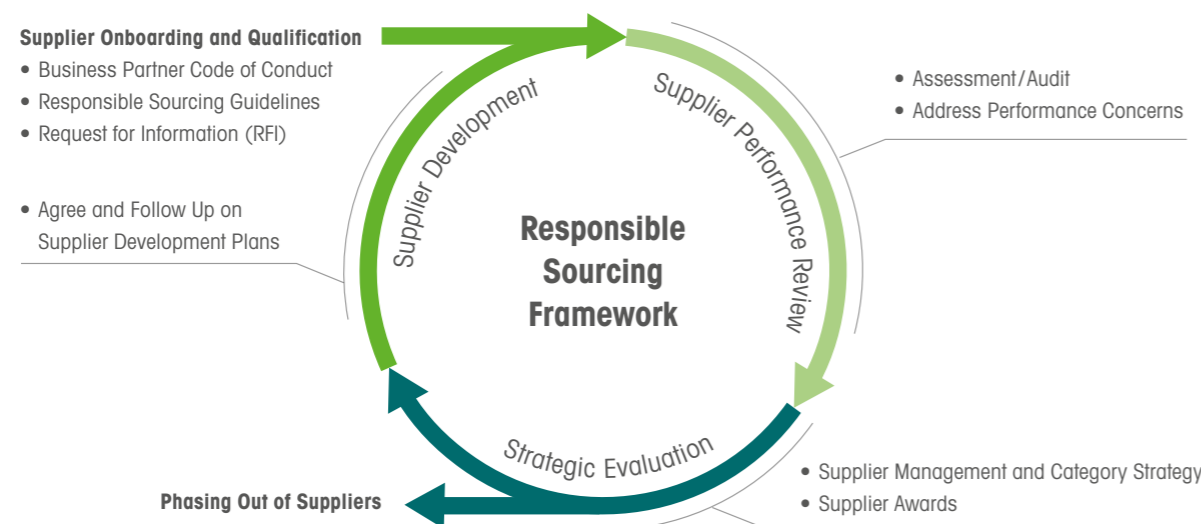 Supplier Onboarding and Qualification
• Business Partner Code of Conduct
• Responsible Sourcing Guidelines
• Request for Information (RFI)
• Agree and Follow Up on
Supplier Development Plans
Supplier Development
Supplier Performance Review
• Assessment/Audit
• Address Performance Concerns
Responsible
Sourcing
Framework
Strategic Evaluation
Phasing Out of Suppliers
• Supplier Management and Category Strategy
• Supplier Awards